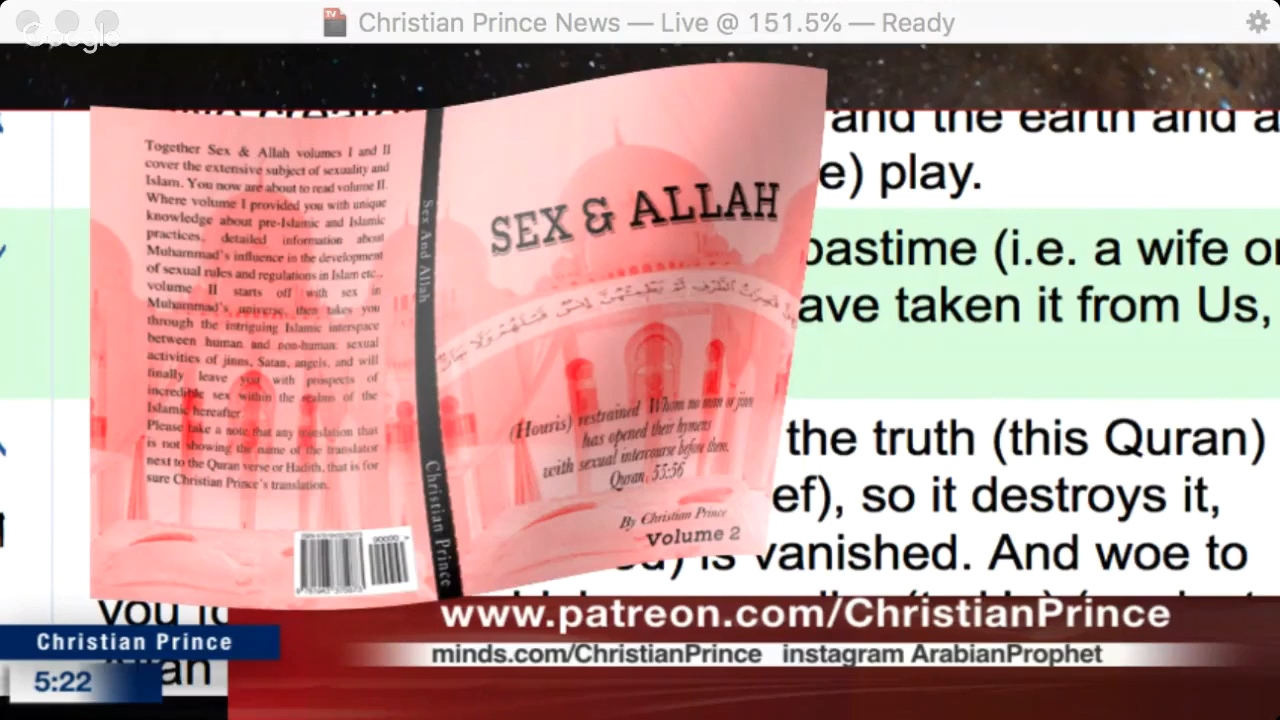 Christian Prince News — Live @ 151.5% — Ready
Google
and the earth and a
e) play.
pastime (i.e. a wife or
ave taken it from Us,
the truth (this Quran)
ef), so it destroys it,
is vanished. And woe to
Together Sex & Allah volumes I and II
cover the extensive subject of sexuality and
Islam. You now are about to read volume II.
Where volume I provided you with unique
knowledge about pre-Islamic and Islamic
practices, detailed information about
Muhammad's influence in the development
of sexual rules and regulations in Islam etc.,
volume II starts off with sex in
Muhammad's universe, then takes you
through the intriguing Islamic interspace
between human and non-human: sexual
activities of jinns, Satan, angels, and will
finally leave you with prospects of
incredible sex within the realms of the
Islamic hereafter.
Please take a note that any translation that
is not showing the name of the translator
next to the Quran verse or Hadith, that is for
sure Christian Prince's translation.
Sex And Allah
Christian Prince
SEX & ALLAH
(Houris) restrained Whom no man or jinn
has opened their hymens
with sexual intercourse before them.
Quran, 55:56
By Christian Prince
Volume 2
www.patreon.com/ChristianPrince
minds.com/ChristianPrince instagram ArabianProphet
Christian Prince
5:22